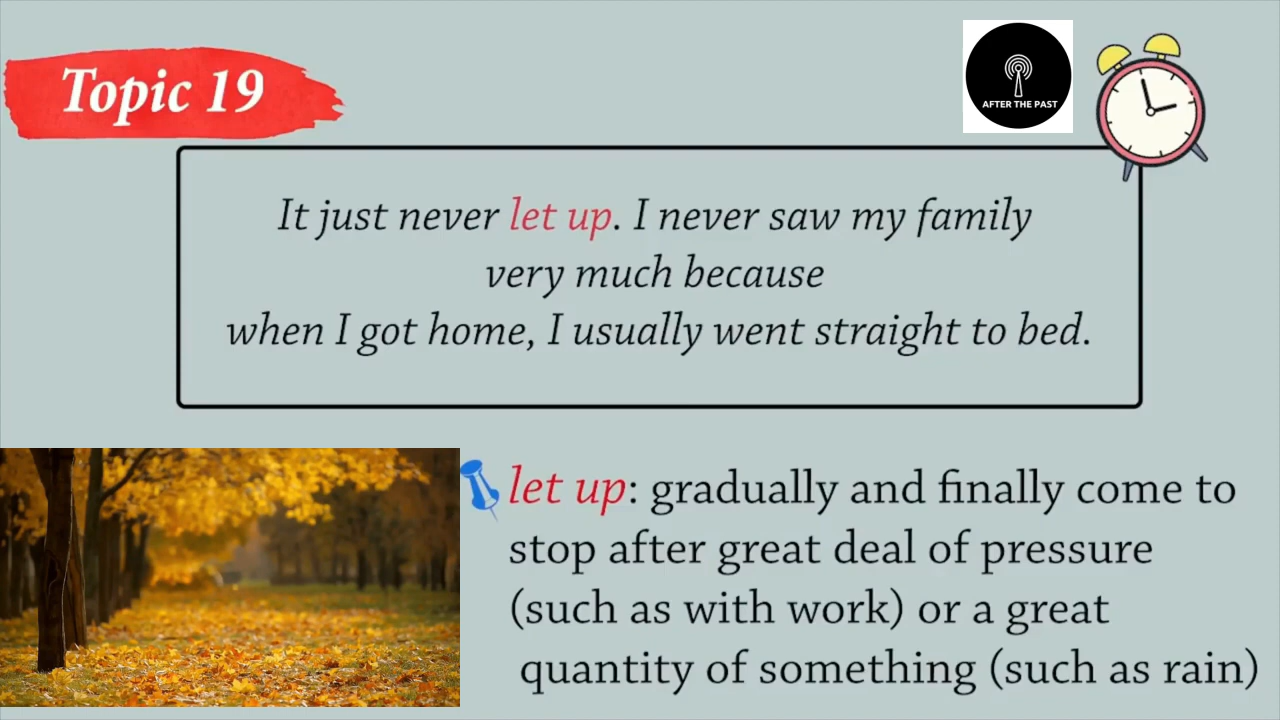 Topic 19
AFTER THE PAST
It just never let up. I never saw my family
very much because
when I got home, I usually went straight to bed.
let up: gradually and finally come to
stop after great deal of pressure
(such as with work) or a great
quantity of something (such as rain)